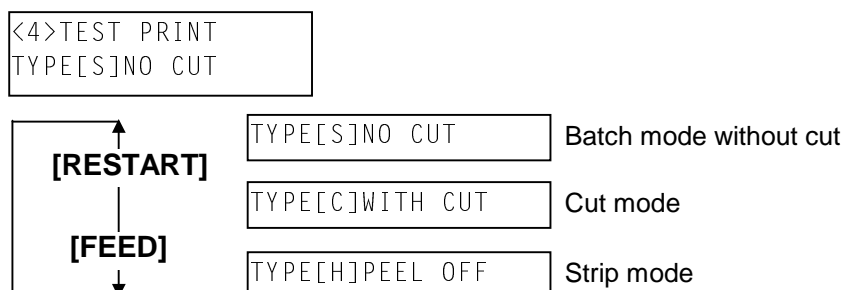 <4>TEST PRINT
TYPE[S]NO CUT
TYPE[S]NO CUT Batch mode without cut
[RESTART]
TYPE[C]WITH CUT Cut mode
[FEED]
TYPE[H]PEEL OFF Strip mode